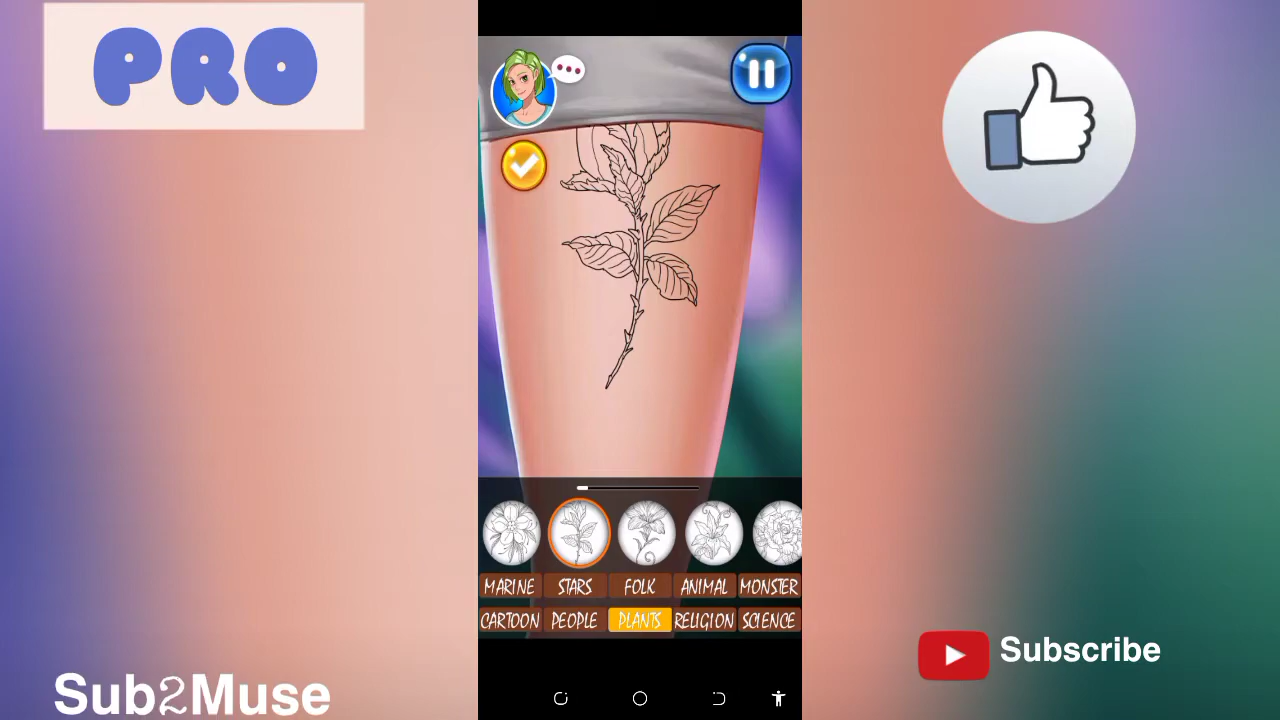 PRO
MARINE STARS FOLK ANIMAL MONSTER
CARTOON PEOPLE PLANTS RELIGION SCIENCE
Subscribe
Sub2Muse